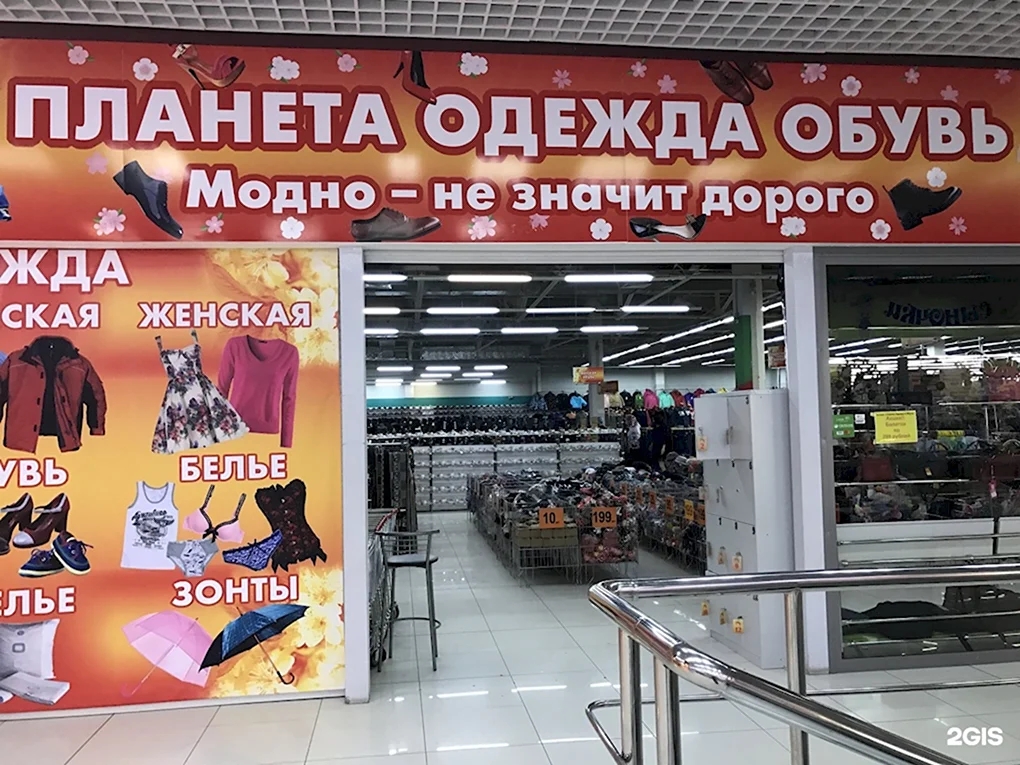 ПЛАНЕТА ОДЕЖДА ОБУВЬ
Модно – не значит дорого
ЖДА
СКАЯ ЖЕНСКАЯ
УВЬ БЕЛЬЕ
ЕЛЬЕ ЗОНТЫ
10
199
2GIS